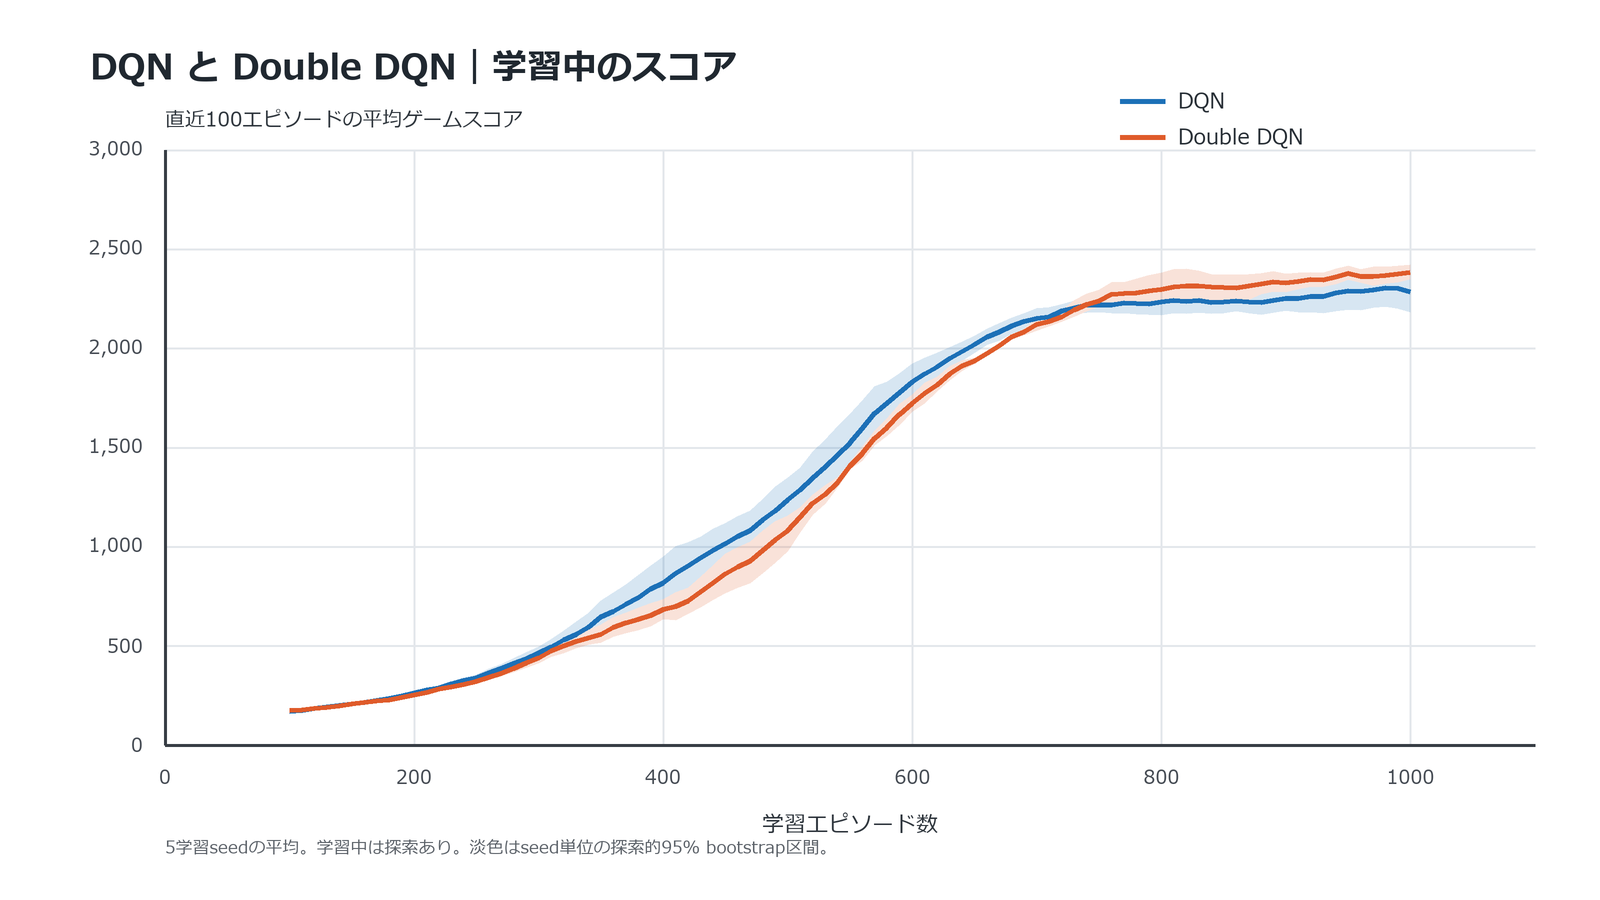 DQN と Double DQN｜学習中のスコア
直近100エピソードの平均ゲームスコア
DQN
Double DQN
3,000
2,500
2,000
1,500
1,000
500
0
0 200 400 600 800 1000
学習エピソード数
5学習seedの平均。学習中は探索あり。淡色はseed単位の探索的95% bootstrap区間。